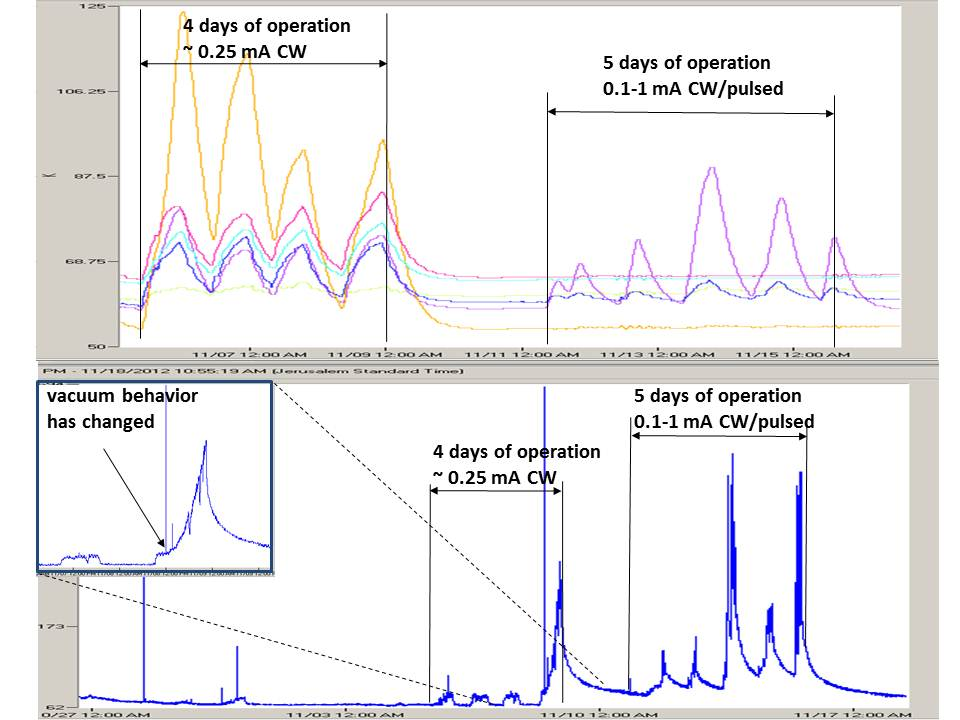 125
4 days of operation
~ 0.25 mA CW
5 days of operation
0.1-1 mA CW/pulsed
106.25
K
87.5
68.75
50
11/07 12:00 AM 11/09 12:00 AM 11/11 12:00 AM 11/13 12:00 AM 11/15 12:00 AM
PM - 11/18/2012 10:55:19 AM (Jerusalem Standard Time)
vacuum behavior
has changed
5 days of operation
0.1-1 mA CW/pulsed
4 days of operation
~ 0.25 mA CW
173
62
0/27 12:00 AM 11/03 12:00 AM 11/10 12:00 AM 11/17 12:00 AM